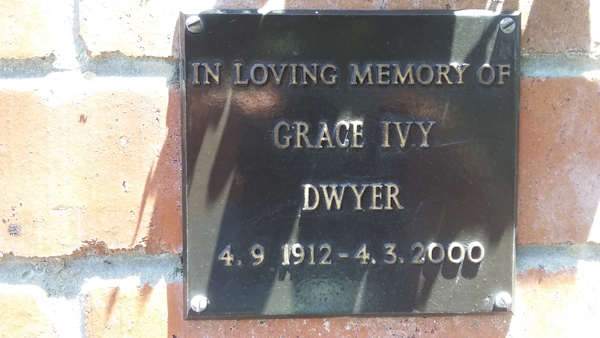 IN LOVING MEMORY OF
GRACE IVY
DWYER
4.9 1912-4.3.2000